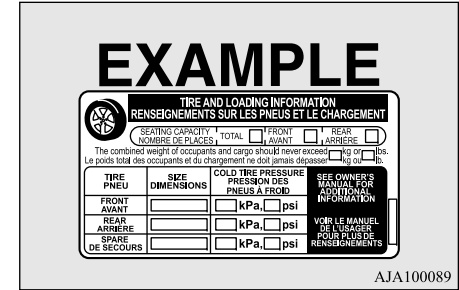 EXAMPLE
TIRE AND LOADING INFORMATION
RENSEIGNEMENTS SUR LES PNEUS ET LE CHARGEMENT
SEATING CAPACITY TOTAL FRONT REAR
NOMBRE DE PLACES AVANT ARRIÈRE
The combined weight of occupants and cargo should never exceed kg or lbs.
Le poids total des occupants et du chargement ne doit jamais dépasser kg ou lb.
TIRE SIZE COLD TIRE PRESSURE SEE OWNER'S
PNEU DIMENSIONS PRESSION DES MANUAL FOR
PNEUS À FROID ADDITIONAL
INFORMATION
FRONT
AVANT kPa, psi
REAR VOIR LE MANUEL
ARRIÈRE kPa, psi DE L'USAGER
SPARE POUR PLUS DE
DE SECOURS kPa, psi RENSEIGNEMENTS
AJA100089